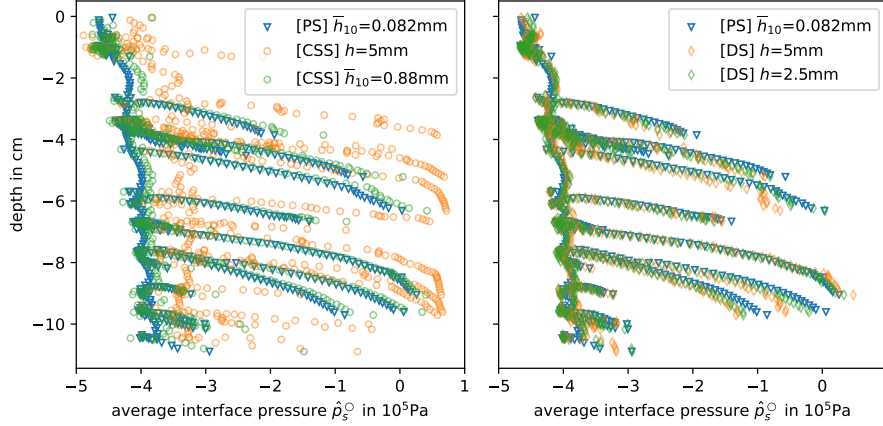 [PS] h̅₁₀=0.082mm
[CSS] h=5mm
[CSS] h̅₁₀=0.88mm
[PS] h̅₁₀=0.082mm
[DS] h=5mm
[DS] h=2.5mm
depth in cm
0
−2
−4
−6
−8
−10
−5 −4 −3 −2 −1 0 1
−5 −4 −3 −2 −1 0
average interface pressure p̂ₛ○ in 10⁵Pa
average interface pressure p̂ₛ○ in 10⁵Pa